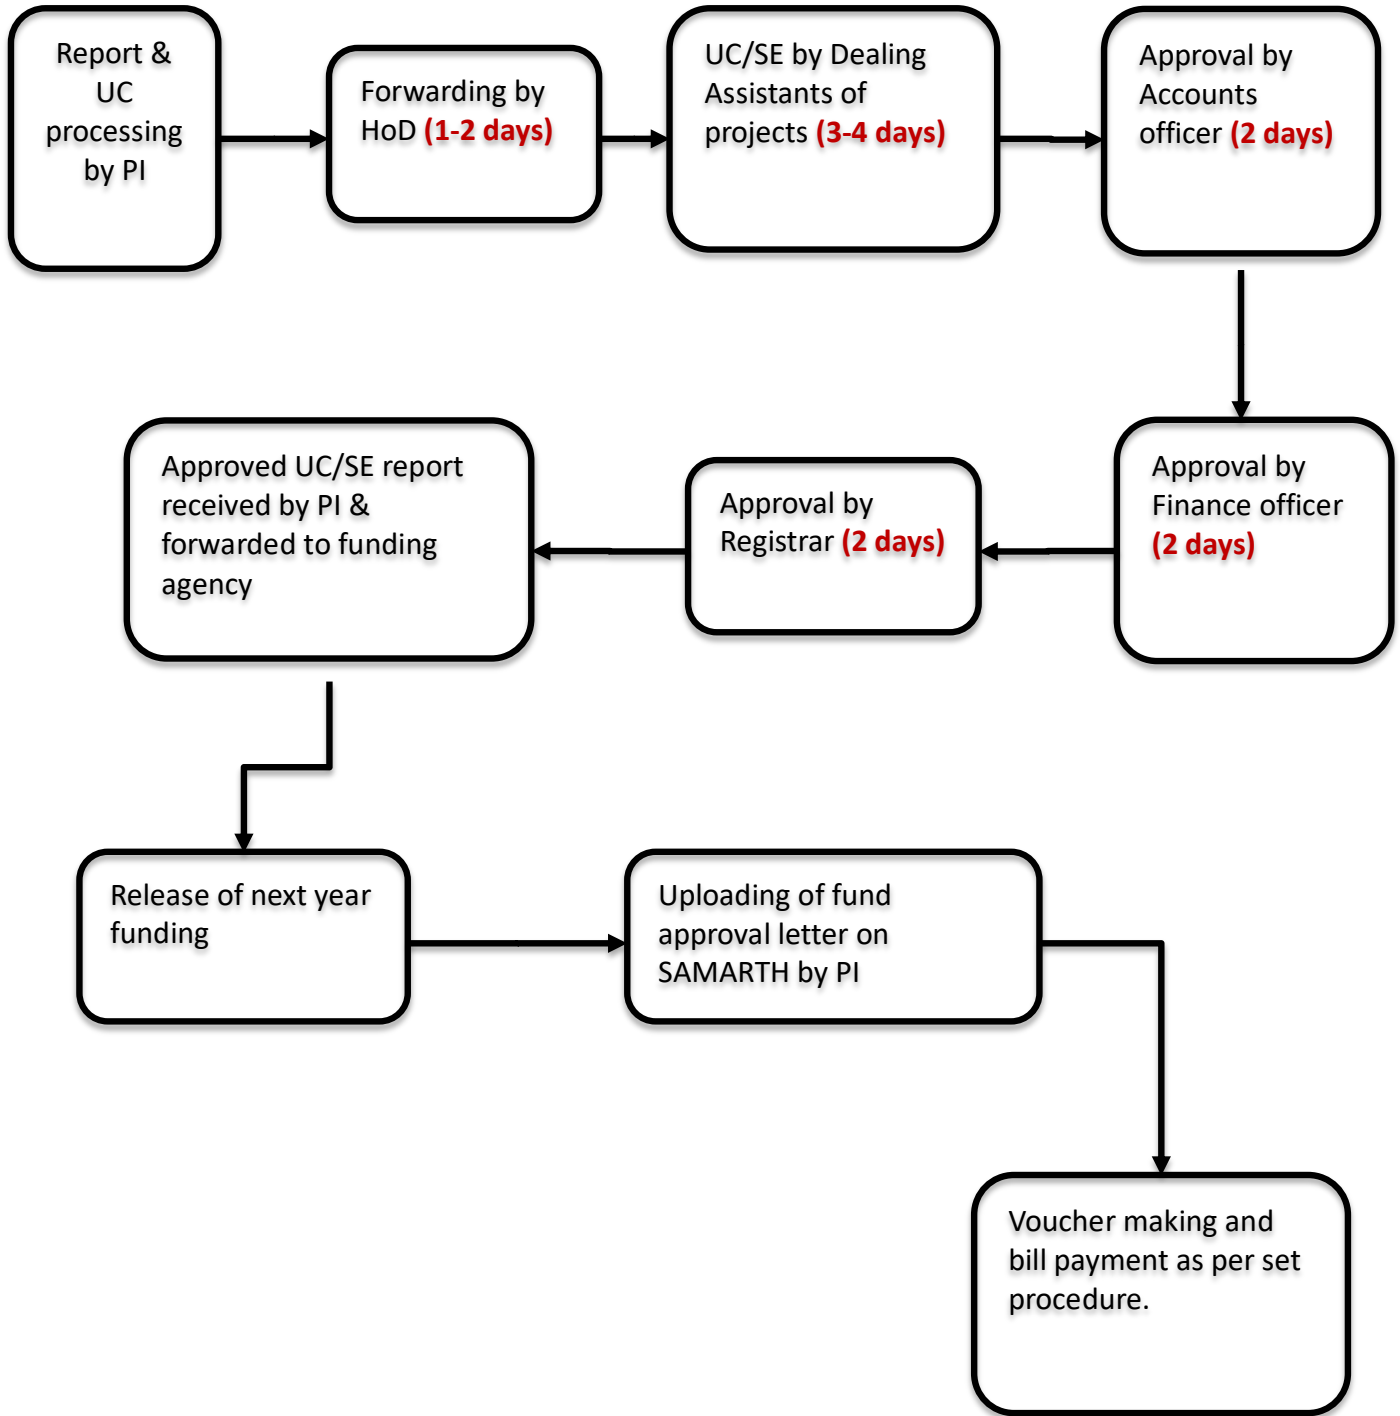 Report &
UC
processing
by PI
Forwarding by
HoD (1-2 days)
UC/SE by Dealing
Assistants of
projects (3-4 days)
Approval by
Accounts
officer (2 days)
Approval by
Finance officer
(2 days)
Approval by
Registrar (2 days)
Approved UC/SE report
received by PI &
forwarded to funding
agency
Release of next year
funding
Uploading of fund
approval letter on
SAMARTH by PI
Voucher making and
bill payment as per set
procedure.